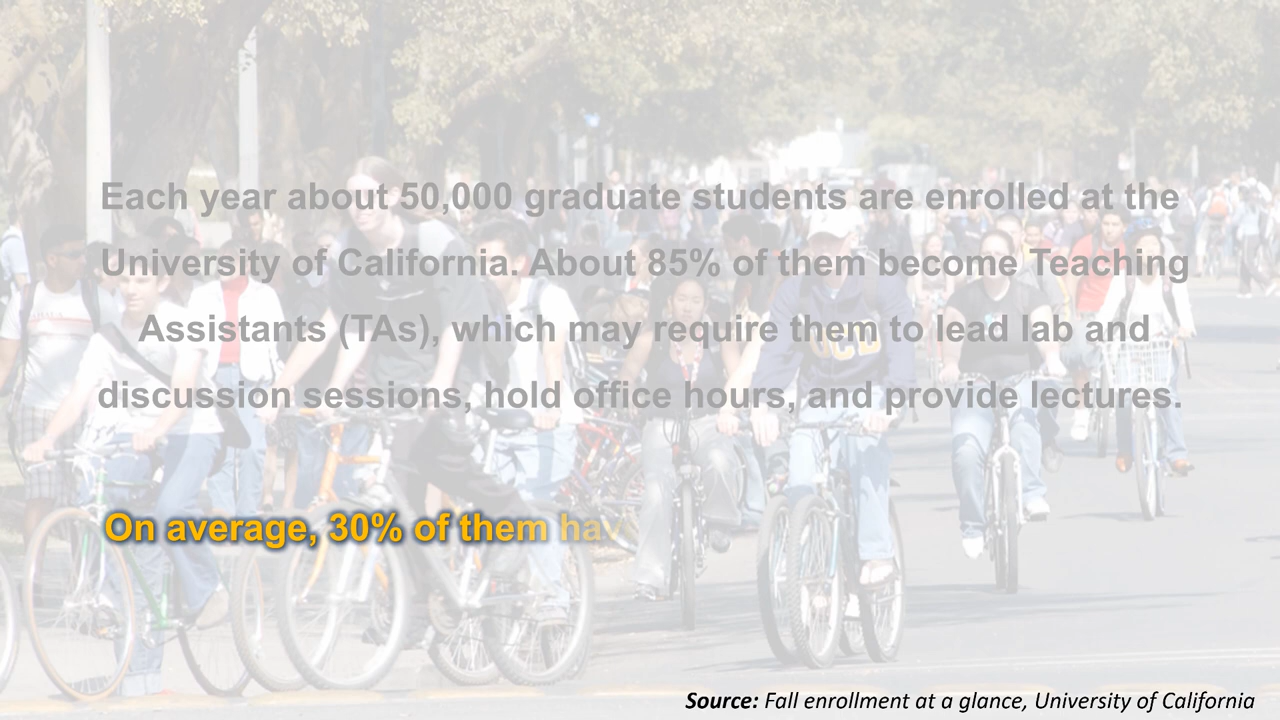 Each year about 50,000 graduate students are enrolled at the
University of California. About 85% of them become Teaching
Assistants (TAs), which may require them to lead lab and
discussion sessions, hold office hours, and provide lectures.
UCD
On average, 30% of them hav
Source: Fall enrollment at a glance, University of California